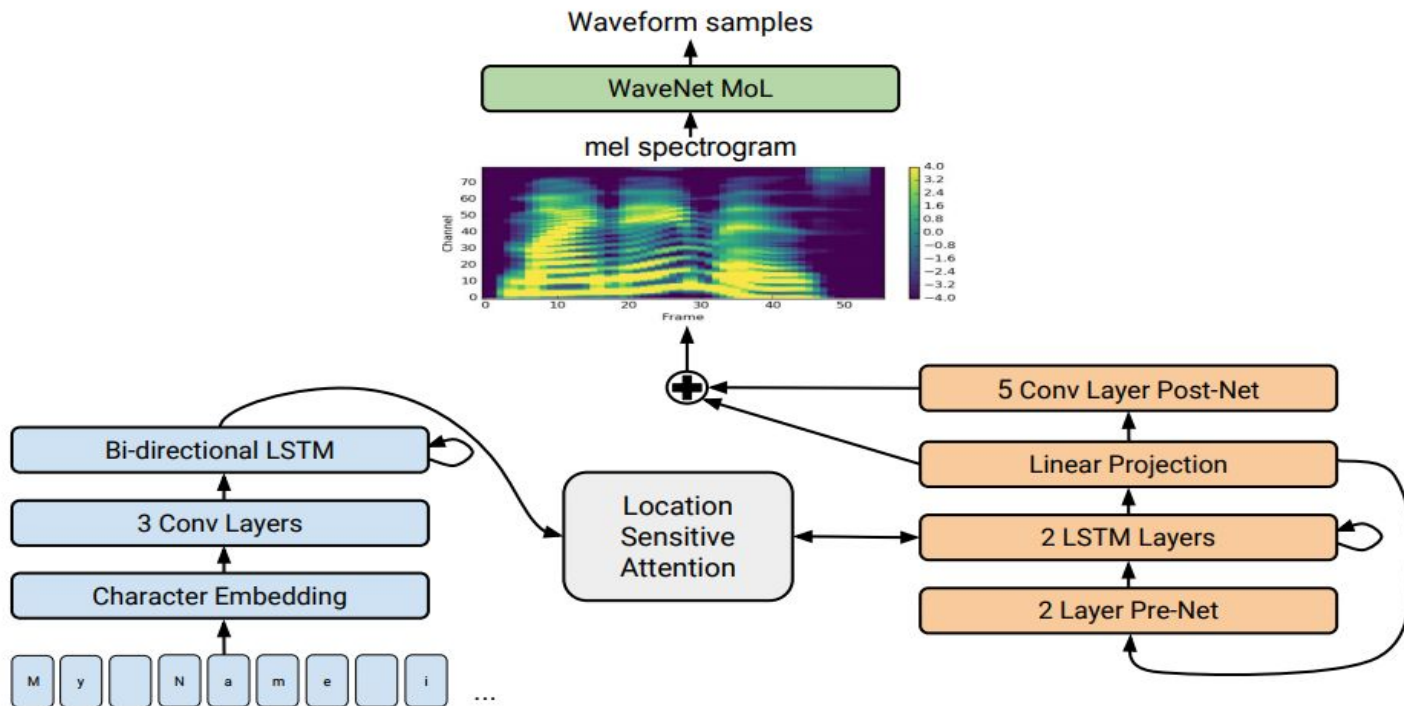 Waveform samples
WaveNet MoL
mel spectrogram
4.0
3.2
2.4
1.6
0.8
0.0
−0.8
−1.6
−2.4
−3.2
−4.0
70
60
50
40
30
20
10
0
Channel
0 10 20 30 40 50
Frame
5 Conv Layer Post-Net
Bi-directional LSTM
Linear Projection
3 Conv Layers
Location
Sensitive
Attention
2 LSTM Layers
Character Embedding
2 Layer Pre-Net
M y N a m e i ...